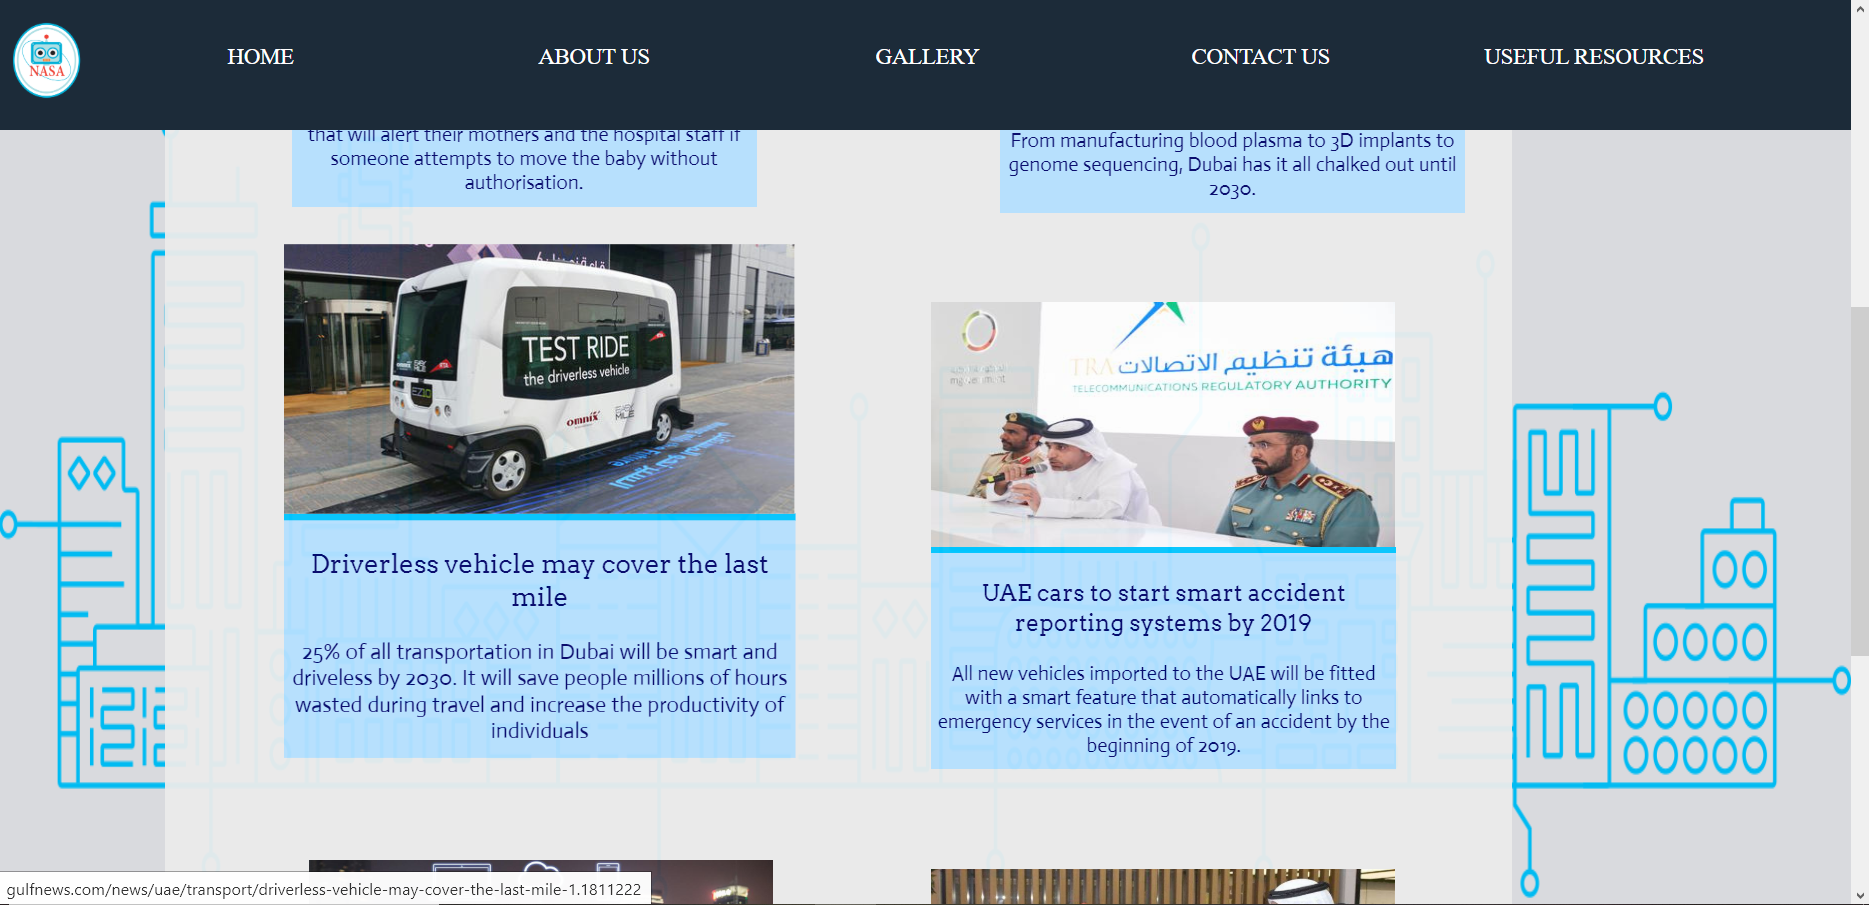 NASA
HOME
ABOUT US
GALLERY
CONTACT US
USEFUL RESOURCES
that will alert their mothers and the hospital staff if
someone attempts to move the baby without
authorisation.
From manufacturing blood plasma to 3D implants to
genome sequencing, Dubai has it all chalked out until
2030.
TEST RIDE
the driverless vehicle
omnix
EASY
MILE
EZ10
Driverless vehicle may cover the last
mile
25% of all transportation in Dubai will be smart and
driveless by 2030. It will save people millions of hours
wasted during travel and increase the productivity of
individuals
TRA هيئة تنظيم الاتصالات
TELECOMMUNICATIONS REGULATORY AUTHORITY
UAE cars to start smart accident
reporting systems by 2019
All new vehicles imported to the UAE will be fitted
with a smart feature that automatically links to
emergency services in the event of an accident by the
beginning of 2019.
gulfnews.com/news/uae/transport/driverless-vehicle-may-cover-the-last-mile-1.1811222